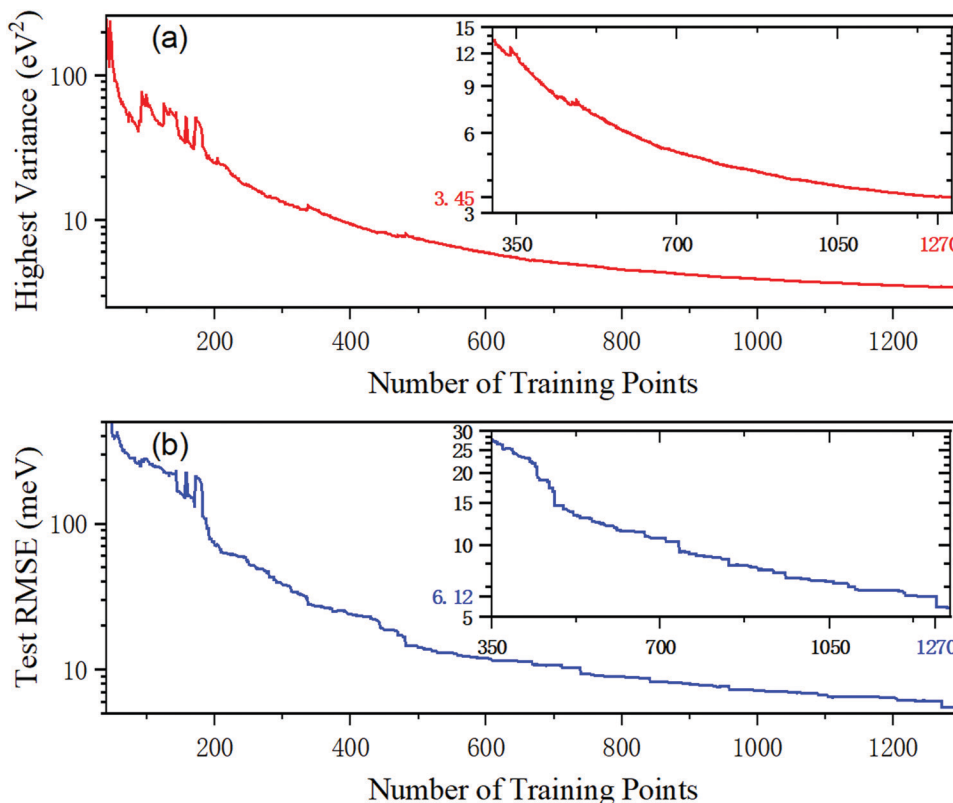 (a)
Highest Variance (eV²)
100
10
200 400 600 800 1000 1200
Number of Training Points
15
12
9
6
3.45
3
350 700 1050 1270
(b)
Test RMSE (meV)
100
10
200 400 600 800 1000 1200
Number of Training Points
30
25
20
15
10
6.12
5
350 700 1050 1270